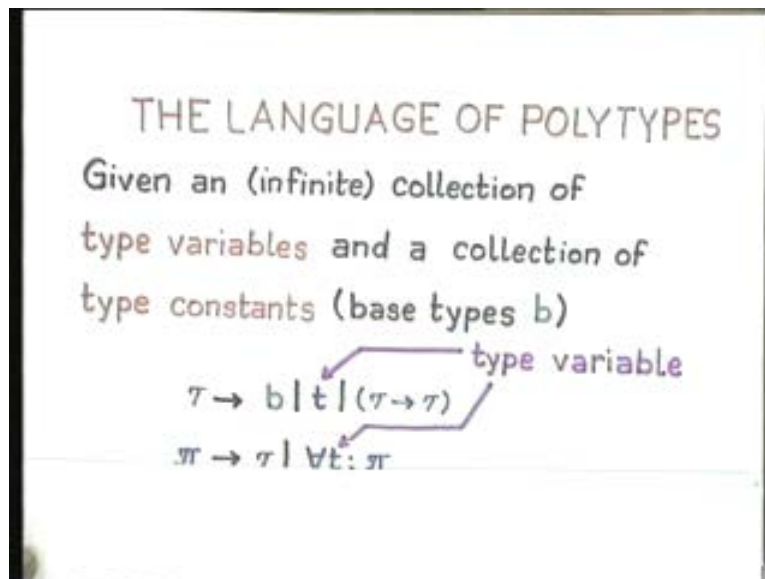 THE LANGUAGE OF POLYTYPES
Given an (infinite) collection of
type variables and a collection of
type constants (base types b)
type variable
τ → b | t | (τ → τ)
π → τ | ∀t: π